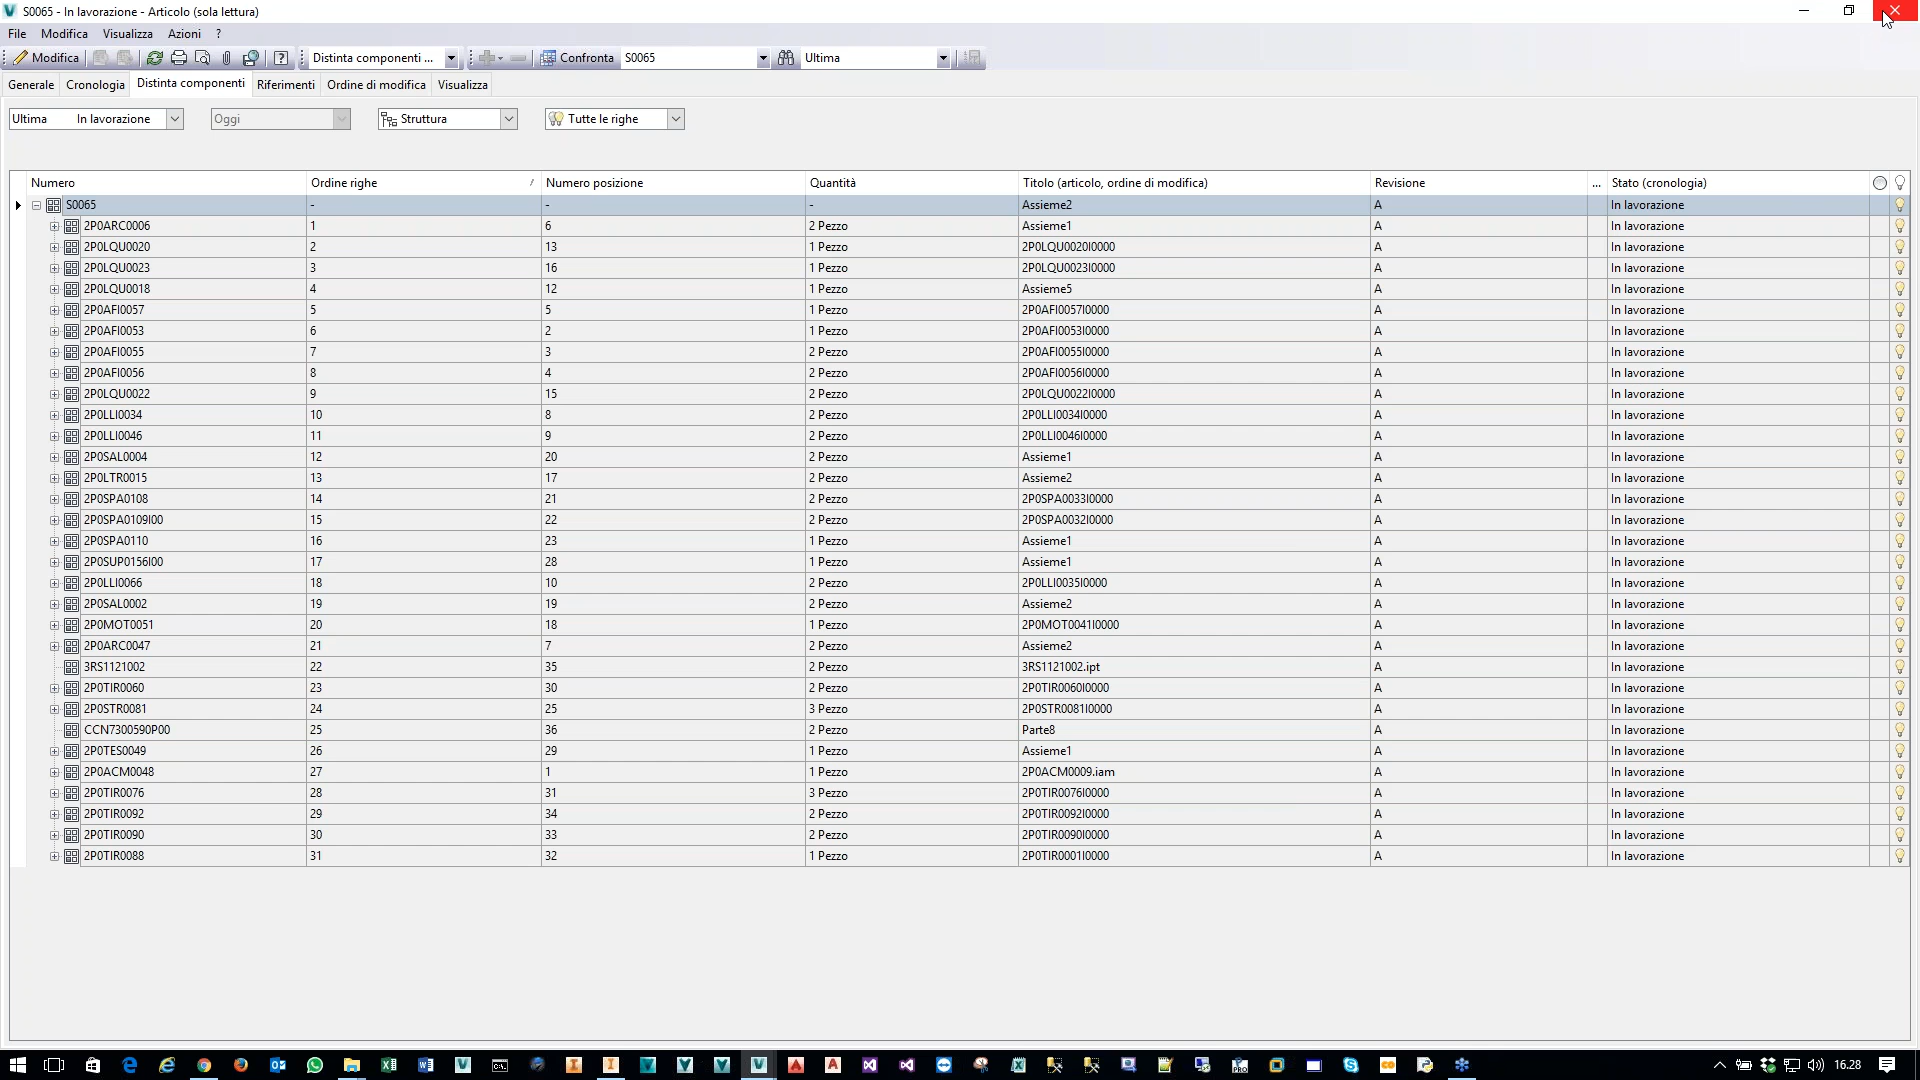 S0065 - In lavorazione - Articolo (sola lettura)
File Modifica Visualizza Azioni ?
Modifica Distinta componenti ... Confronta S0065 Ultima
Generale Cronologia Distinta componenti Riferimenti Ordine di modifica Visualizza
Ultima In lavorazione Oggi Struttura Tutte le righe
Numero Ordine righe / Numero posizione Quantità Titolo (articolo, ordine di modifica) Revisione ... Stato (cronologia)
S0065 - - - Assieme2 A In lavorazione
2P0ARC0006 1 6 2 Pezzo Assieme1 A In lavorazione
2P0LQU0020 2 13 1 Pezzo 2P0LQU0020I0000 A In lavorazione
2P0LQU0023 3 16 1 Pezzo 2P0LQU0023I0000 A In lavorazione
2P0LQU0018 4 12 1 Pezzo Assieme5 A In lavorazione
2P0AFI0057 5 5 1 Pezzo 2P0AFI0057I0000 A In lavorazione
2P0AFI0053 6 2 1 Pezzo 2P0AFI0053I0000 A In lavorazione
2P0AFI0055 7 3 2 Pezzo 2P0AFI0055I0000 A In lavorazione
2P0AFI0056 8 4 2 Pezzo 2P0AFI0056I0000 A In lavorazione
2P0LQU0022 9 15 2 Pezzo 2P0LQU0022I0000 A In lavorazione
2P0LLI0034 10 8 2 Pezzo 2P0LLI0034I0000 A In lavorazione
2P0LLI0046 11 9 2 Pezzo 2P0LLI0046I0000 A In lavorazione
2P0SAL0004 12 20 2 Pezzo Assieme1 A In lavorazione
2P0LTR0015 13 17 2 Pezzo Assieme2 A In lavorazione
2P0SPA0108 14 21 2 Pezzo 2P0SPA0033I0000 A In lavorazione
2P0SPA0109I00 15 22 2 Pezzo 2P0SPA0032I0000 A In lavorazione
2P0SPA0110 16 23 1 Pezzo Assieme1 A In lavorazione
2P0SUP0156I00 17 28 1 Pezzo Assieme1 A In lavorazione
2P0LLI0066 18 10 2 Pezzo 2P0LLI0035I0000 A In lavorazione
2P0SAL0002 19 19 2 Pezzo Assieme2 A In lavorazione
2P0MOT0051 20 18 1 Pezzo 2P0MOT0041I0000 A In lavorazione
2P0ARC0047 21 7 2 Pezzo Assieme2 A In lavorazione
3RS1121002 22 35 2 Pezzo 3RS1121002.ipt A In lavorazione
2P0TIR0060 23 30 2 Pezzo 2P0TIR0060I0000 A In lavorazione
2P0STR0081 24 25 3 Pezzo 2P0STR0081I0000 A In lavorazione
CCN7300590P00 25 36 2 Pezzo Parte8 A In lavorazione
2P0TES0049 26 29 1 Pezzo Assieme1 A In lavorazione
2P0ACM0048 27 1 1 Pezzo 2P0ACM0009.iam A In lavorazione
2P0TIR0076 28 31 3 Pezzo 2P0TIR0076I0000 A In lavorazione
2P0TIR0092 29 34 2 Pezzo 2P0TIR0092I0000 A In lavorazione
2P0TIR0090 30 33 2 Pezzo 2P0TIR0090I0000 A In lavorazione
2P0TIR0088 31 32 1 Pezzo 2P0TIR0001I0000 A In lavorazione
16.28